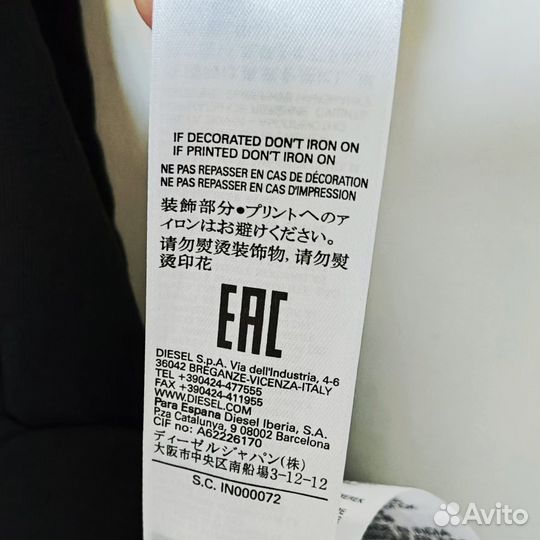 IF DECORATED DON'T IRON ON
IF PRINTED DON'T IRON ON
NE PAS REPASSER EN CAS DE DÉCORATION
NE PAS REPASSER EN CAS D'IMPRESSION
装飾部分●プリントへのア
イロンはお避けください。
请勿熨烫装饰物,请勿熨
烫印花
EAC
DIESEL S.p.A. Via dell'Industria, 4-6
36042 BREGANZE-VICENZA-ITALY
TEL +390424-477555
FAX +390424-411955
WWW.DIESEL.COM
Para Espana Diesel Iberia, S.A.
P.za Catalunya, 9 08002 Barcelona
CIF no: A62226170
ディーゼルジャパン(株)
大阪市中央区南船場3-12-12
S.C. IN000072
Avito